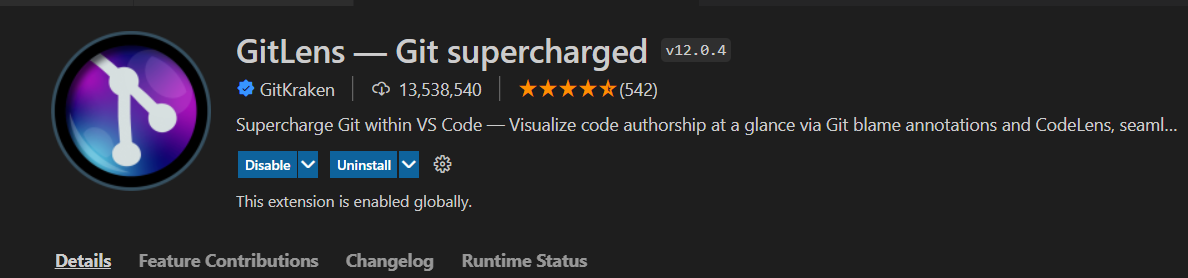 GitLens — Git supercharged v12.0.4
GitKraken 13,538,540 (542)
Supercharge Git within VS Code — Visualize code authorship at a glance via Git blame annotations and CodeLens, seaml...
Disable Uninstall
This extension is enabled globally.
Details Feature Contributions Changelog Runtime Status